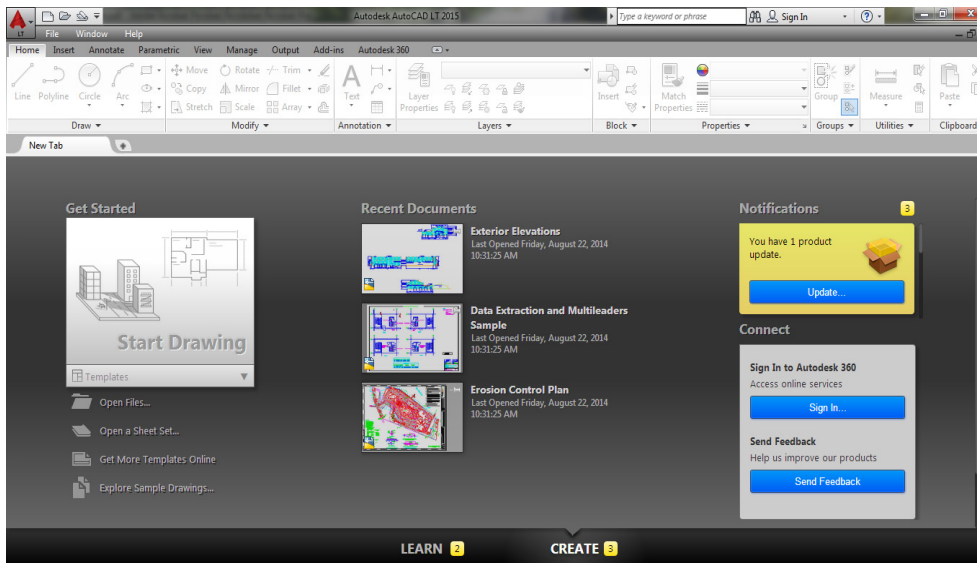 Autodesk AutoCAD LT 2015
Type a keyword or phrase
Sign In
LT
File Window Help
Home Insert Annotate Parametric View Manage Output Add-ins Autodesk 360
Line Polyline Circle Arc
Move Rotate Trim
Copy Mirror Fillet
Stretch Scale Array
Text
Layer Properties
Insert
Match Properties
Group
Measure
Paste
Draw Modify Annotation Layers Block Properties Groups Utilities Clipboard
New Tab
Get Started
Start Drawing
Templates
Open Files...
Open a Sheet Set...
Get More Templates Online
Explore Sample Drawings...
Recent Documents
Exterior Elevations
Last Opened Friday, August 22, 2014
10:31:25 AM
Data Extraction and Multileaders
Sample
Last Opened Friday, August 22, 2014
10:31:25 AM
Erosion Control Plan
Last Opened Friday, August 22, 2014
10:31:25 AM
Notifications 3
You have 1 product
update.
Update...
Connect
Sign In to Autodesk 360
Access online services
Sign In...
Send Feedback
Help us improve our products
Send Feedback
LEARN 2 CREATE 3